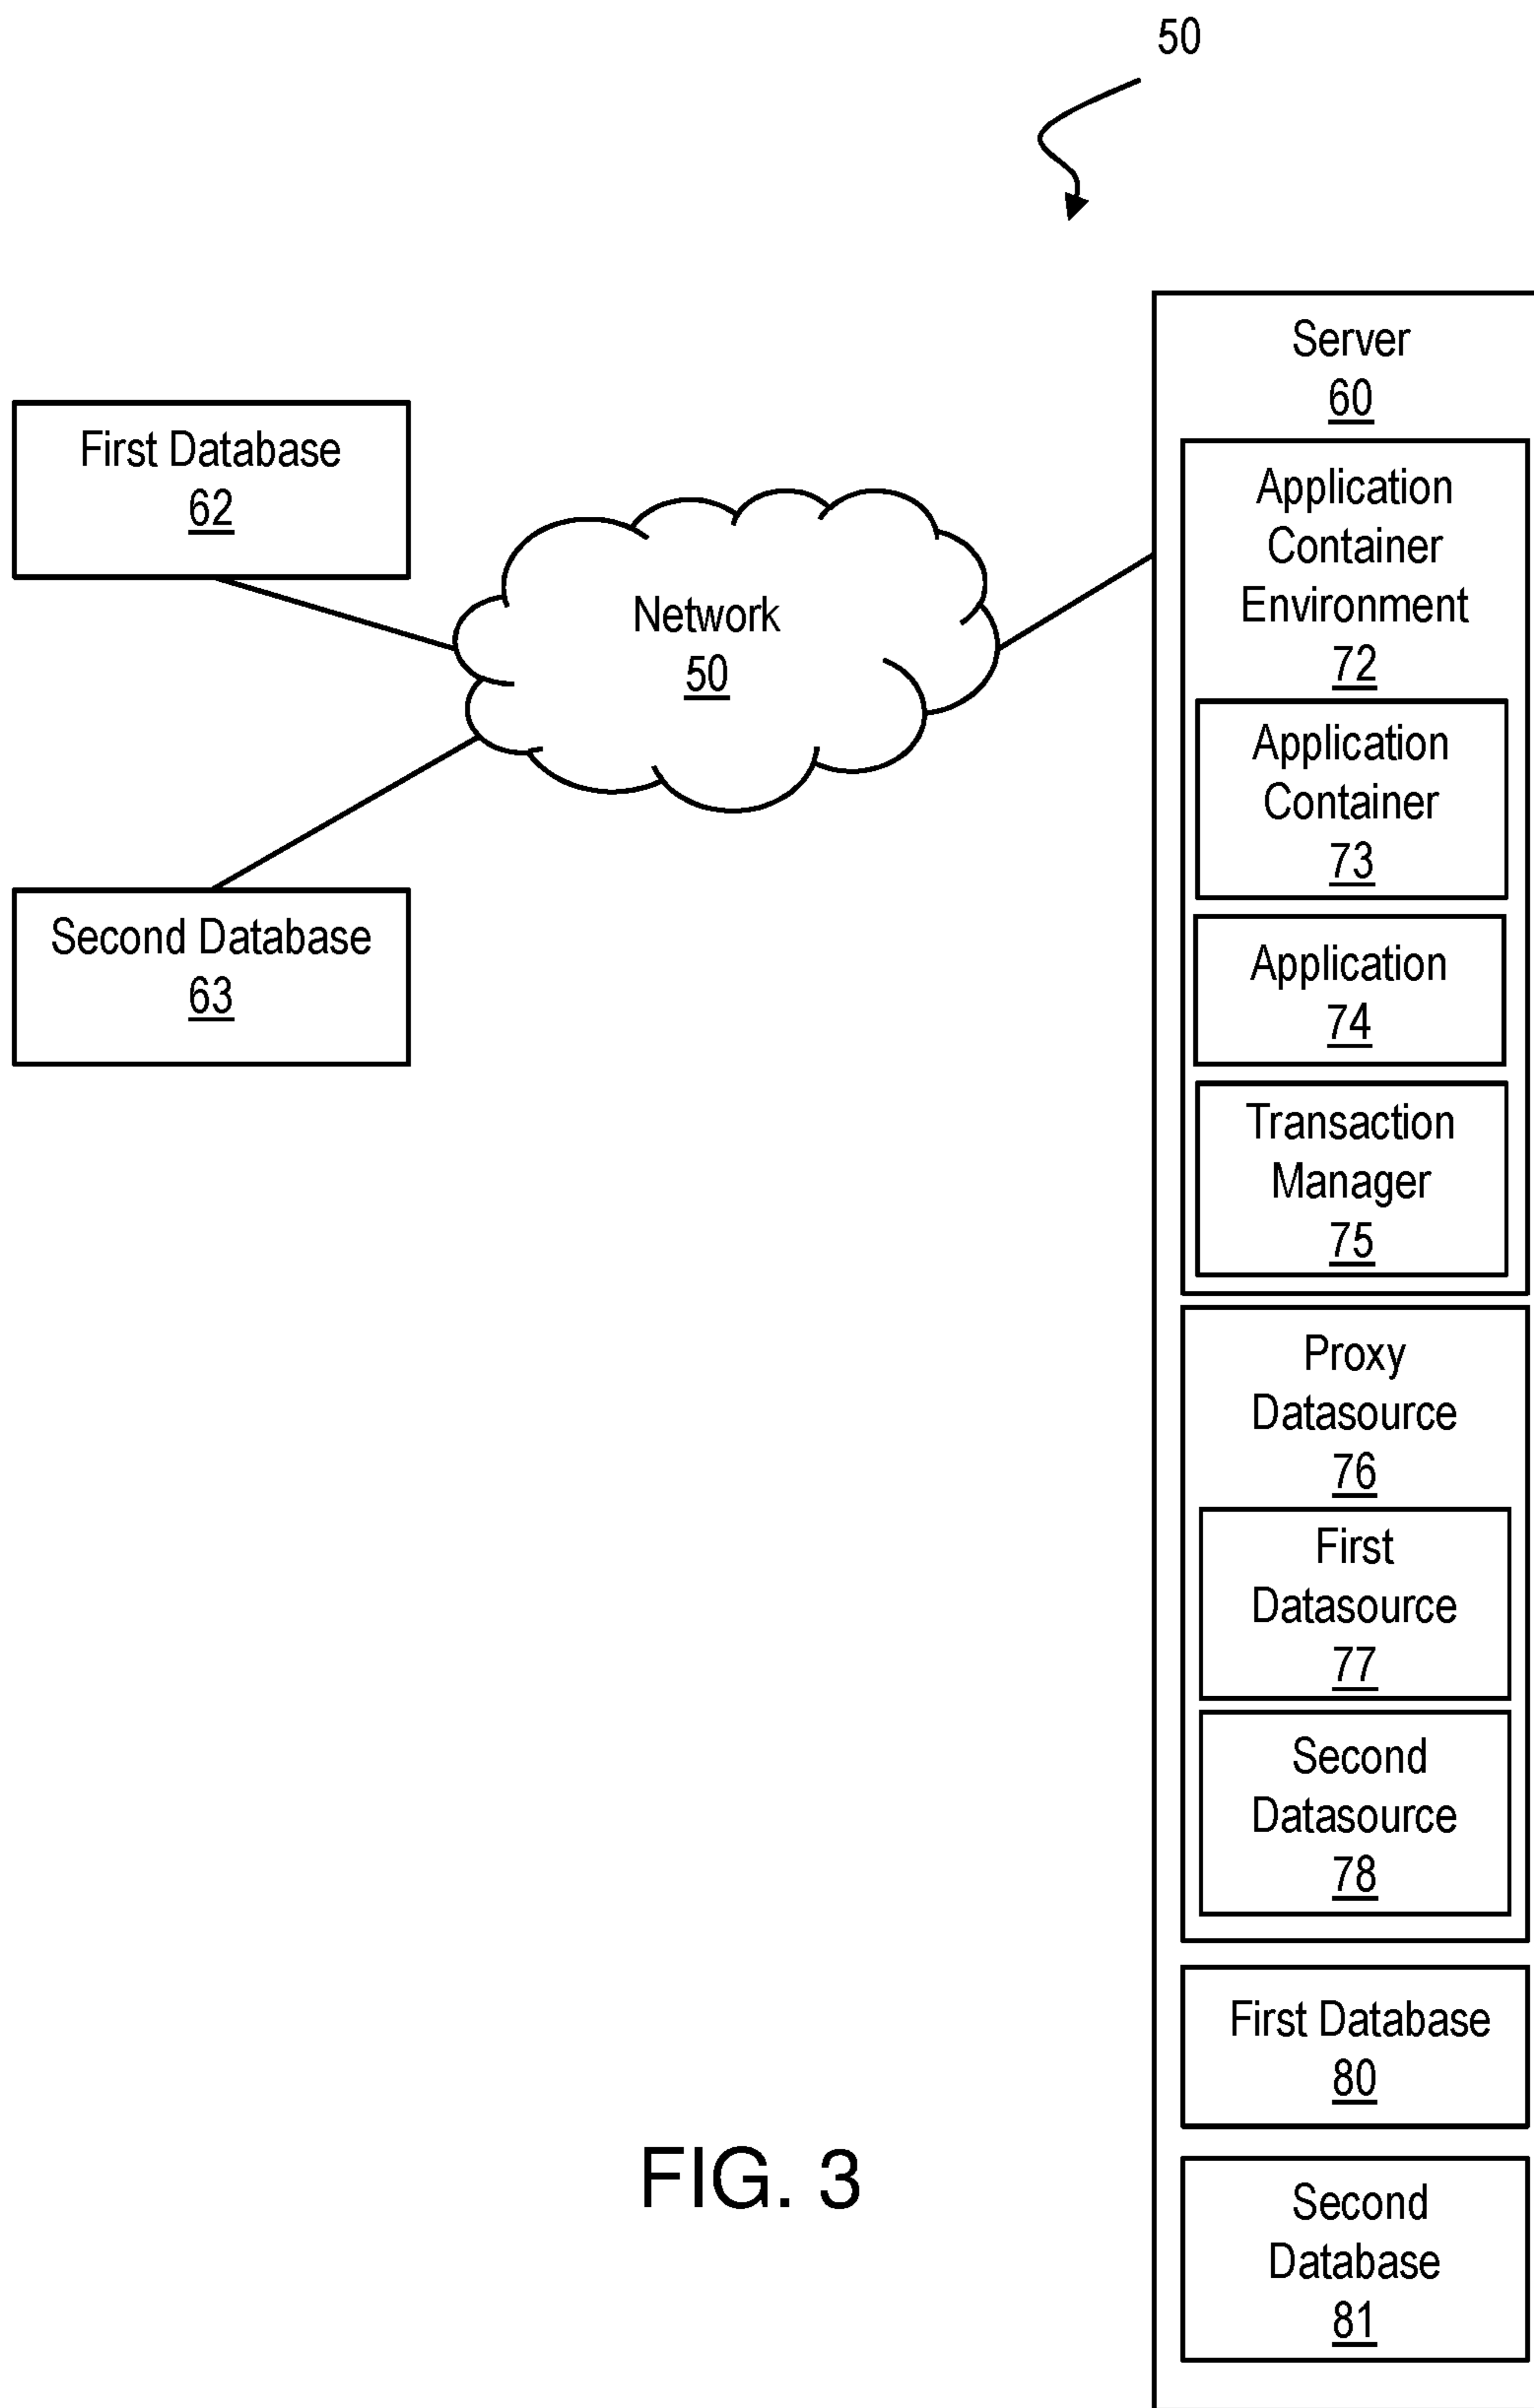 50
First Database
62
Network
50
Second Database
63
Server
60
Application
Container
Environment
72
Application
Container
73
Application
74
Transaction
Manager
75
Proxy
Datasource
76
First
Datasource
77
Second
Datasource
78
First Database
80
Second
Database
81
FIG. 3